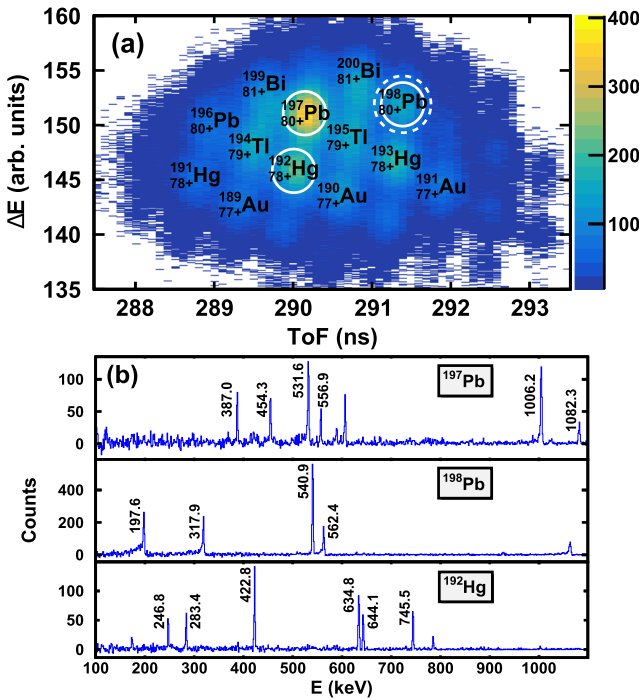 (a)
160
155
150
145
140
135
ΔE (arb. units)
199 81+ Bi
200 81+ Bi
197 80+ Pb
198 80+ Pb
196 80+ Pb
194 79+ Tl
195 79+ Tl
192 78+ Hg
193 78+ Hg
191 78+ Hg
189 77+ Au
190 77+ Au
191 77+ Au
288 289 290 291 292 293
ToF (ns)
400
300
200
100
(b)
197Pb
100
50
0
387.0
454.3
531.6
556.9
1006.2
1082.3
198Pb
400
200
0
197.6
317.9
540.9
562.4
192Hg
100
50
0
246.8
283.4
422.8
634.8
644.1
745.5
Counts
100 200 300 400 500 600 700 800 900 1000
E (keV)